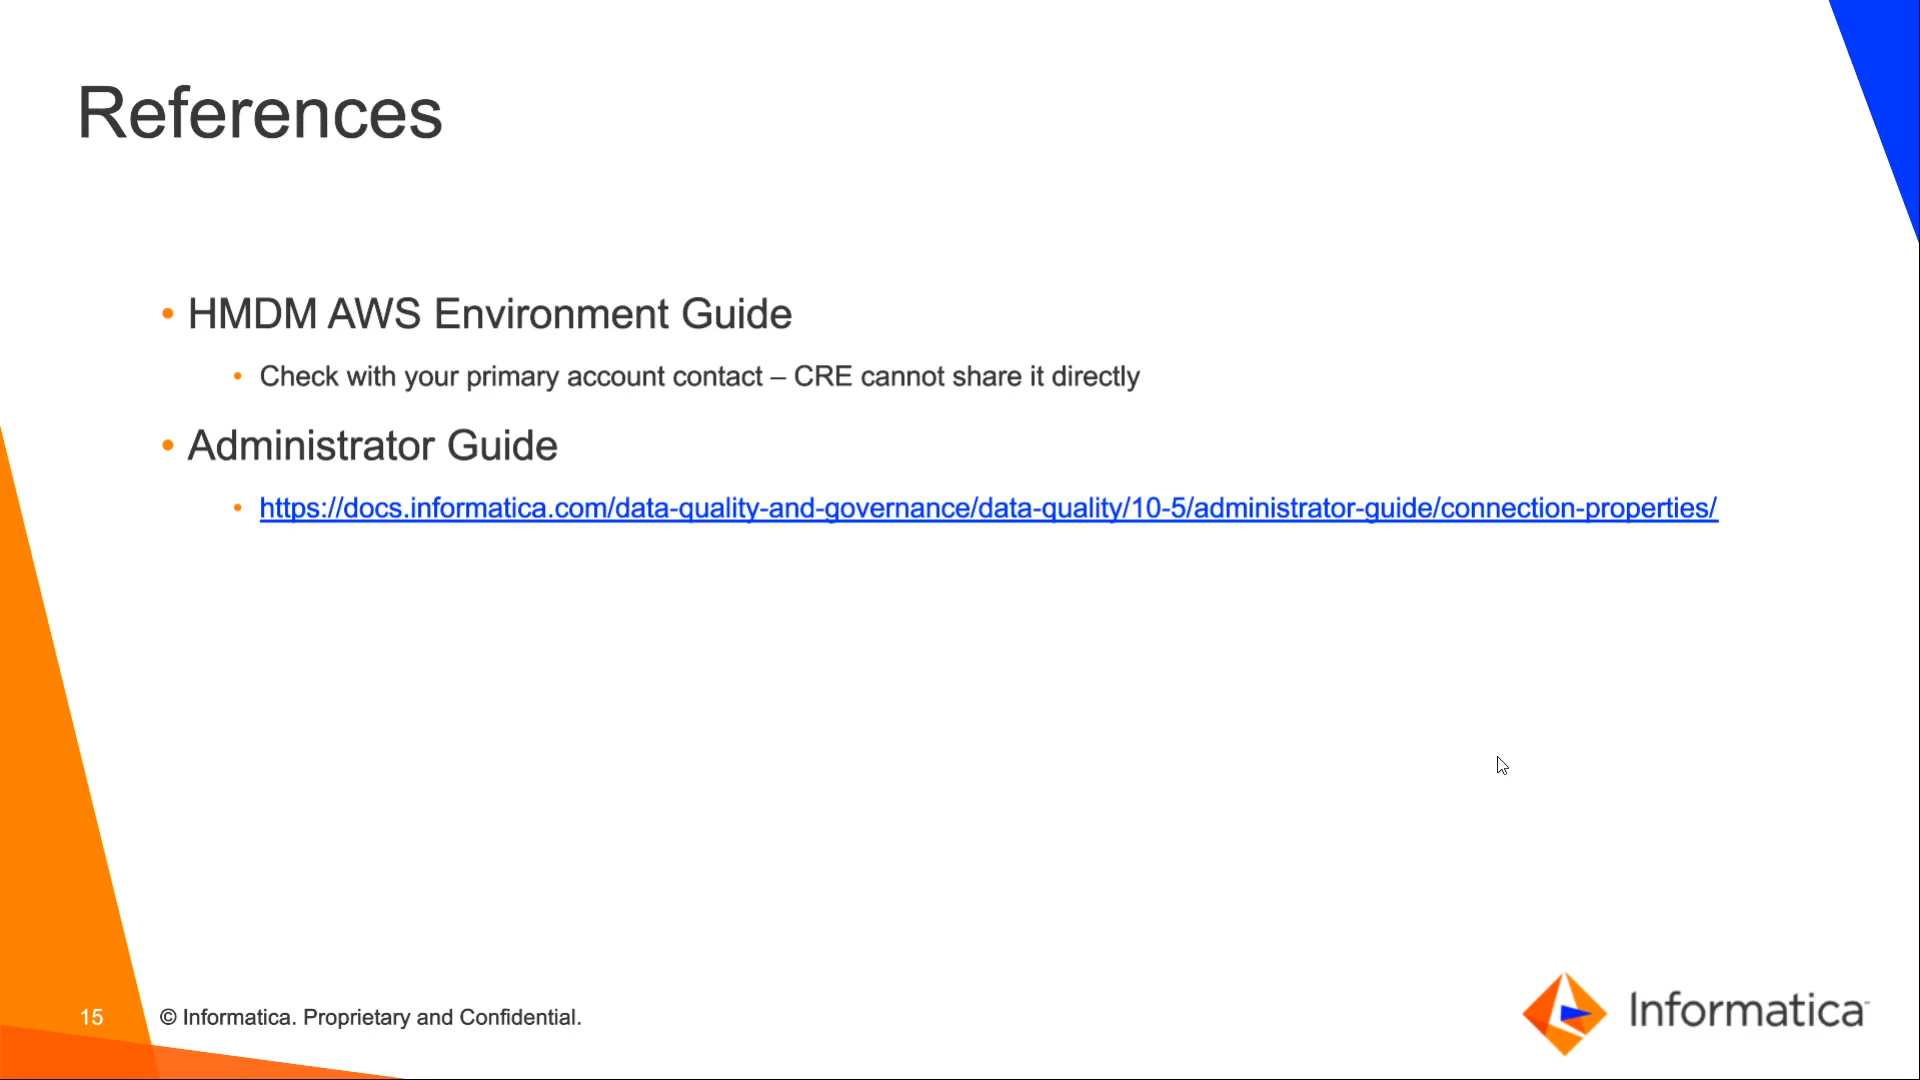 References
• HMDM AWS Environment Guide
• Check with your primary account contact – CRE cannot share it directly
• Administrator Guide
• https://docs.informatica.com/data-quality-and-governance/data-quality/10-5/administrator-guide/connection-properties/
15 © Informatica. Proprietary and Confidential.
Informatica